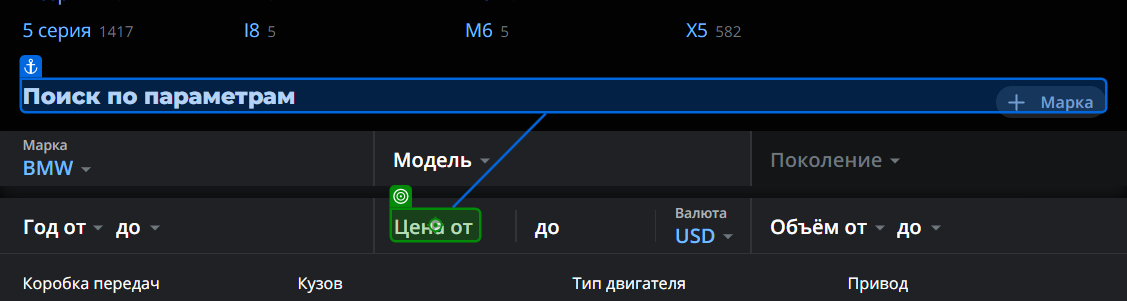 5 серия 1417 I8 5 M6 5 X5 582
Поиск по параметрам
+ Марка
Марка
BMW
Модель
Поколение
Год от до
Цена от до
Валюта
USD
Объём от до
Коробка передач Кузов Тип двигателя Привод